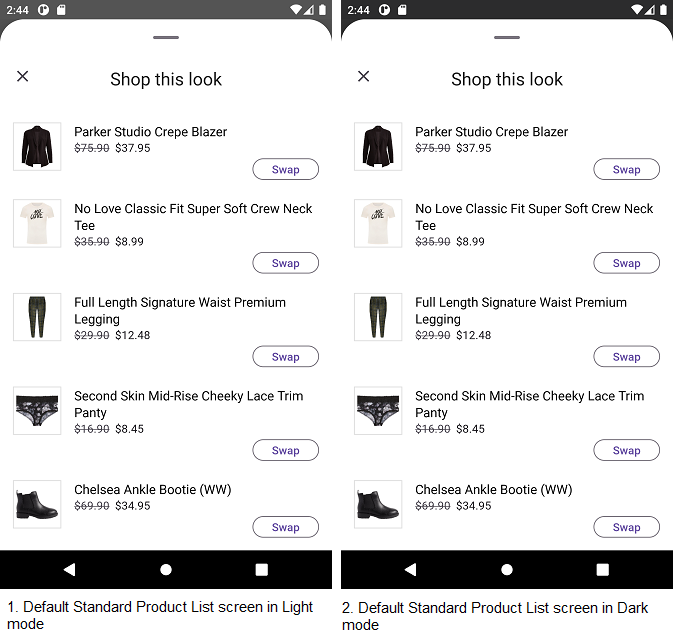 2:44
Shop this look
Parker Studio Crepe Blazer
$75.90 $37.95
Swap
No Love Classic Fit Super Soft Crew Neck
Tee
$35.90 $8.99
Swap
Full Length Signature Waist Premium
Legging
$29.90 $12.48
Swap
Second Skin Mid-Rise Cheeky Lace Trim
Panty
$16.90 $8.45
Swap
Chelsea Ankle Bootie (WW)
$69.90 $34.95
Swap
1. Default Standard Product List screen in Light
mode
2:44
Shop this look
Parker Studio Crepe Blazer
$75.90 $37.95
Swap
No Love Classic Fit Super Soft Crew Neck
Tee
$35.90 $8.99
Swap
Full Length Signature Waist Premium
Legging
$29.90 $12.48
Swap
Second Skin Mid-Rise Cheeky Lace Trim
Panty
$16.90 $8.45
Swap
Chelsea Ankle Bootie (WW)
$69.90 $34.95
Swap
2. Default Standard Product List screen in Dark
mode